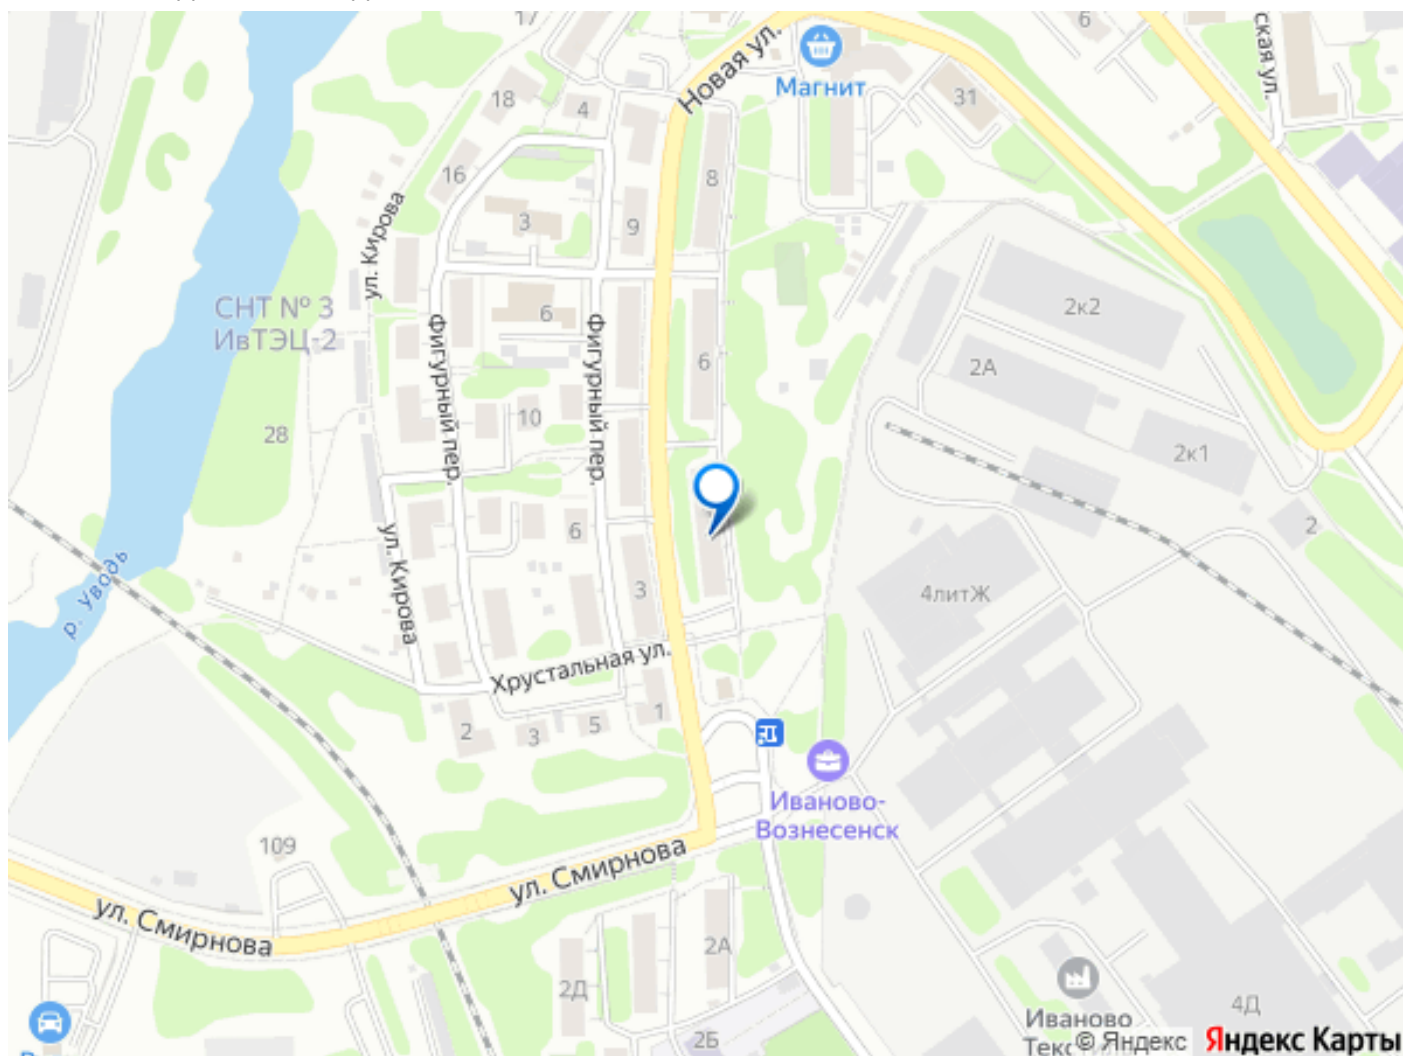 17
6
ская ул.
Новая ул.
Магнит
18
4
31
16
8
3
9
ул. Кирова
СНТ № 3
ИвТЭЦ-2
6
2к2
Фигурный пер.
Фигурный пер.
6
2А
10
28
2к1
6
2
р. Уводь
ул. Кирова
3
4литЖ
Хрустальная ул.
2
3
5
1
Иваново-
Вознесенск
109
ул. Смирнова
ул. Смирнова
2А
2Д
2Б
4Д
Иваново
Текс
© Яндекс
Яндекс Карты